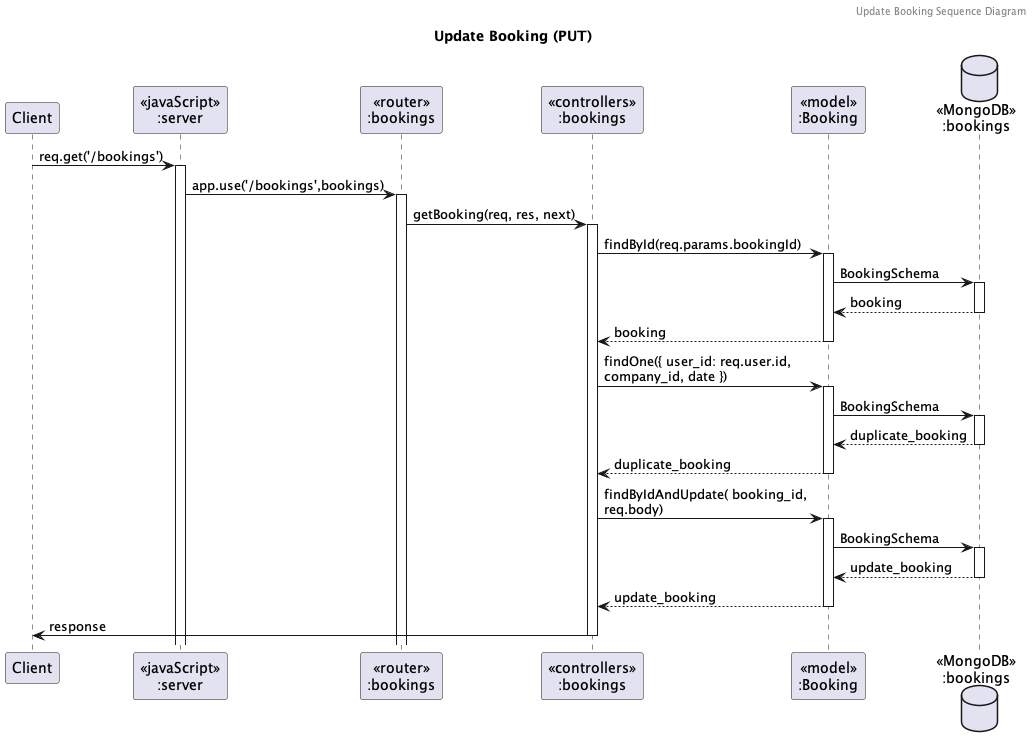 Update Booking Sequence Diagram
Update Booking (PUT)
Client
«javaScript»
:server
«router»
:bookings
«controllers»
:bookings
«model»
:Booking
«MongoDB»
:bookings
req.get('/bookings')
app.use('/bookings',bookings)
getBooking(req, res, next)
findById(req.params.bookingId)
BookingSchema
booking
booking
findOne({ user_id: req.user.id,
company_id, date })
BookingSchema
duplicate_booking
duplicate_booking
findByIdAndUpdate( booking_id,
req.body)
BookingSchema
update_booking
update_booking
response
Client
«javaScript»
:server
«router»
:bookings
«controllers»
:bookings
«model»
:Booking
«MongoDB»
:bookings